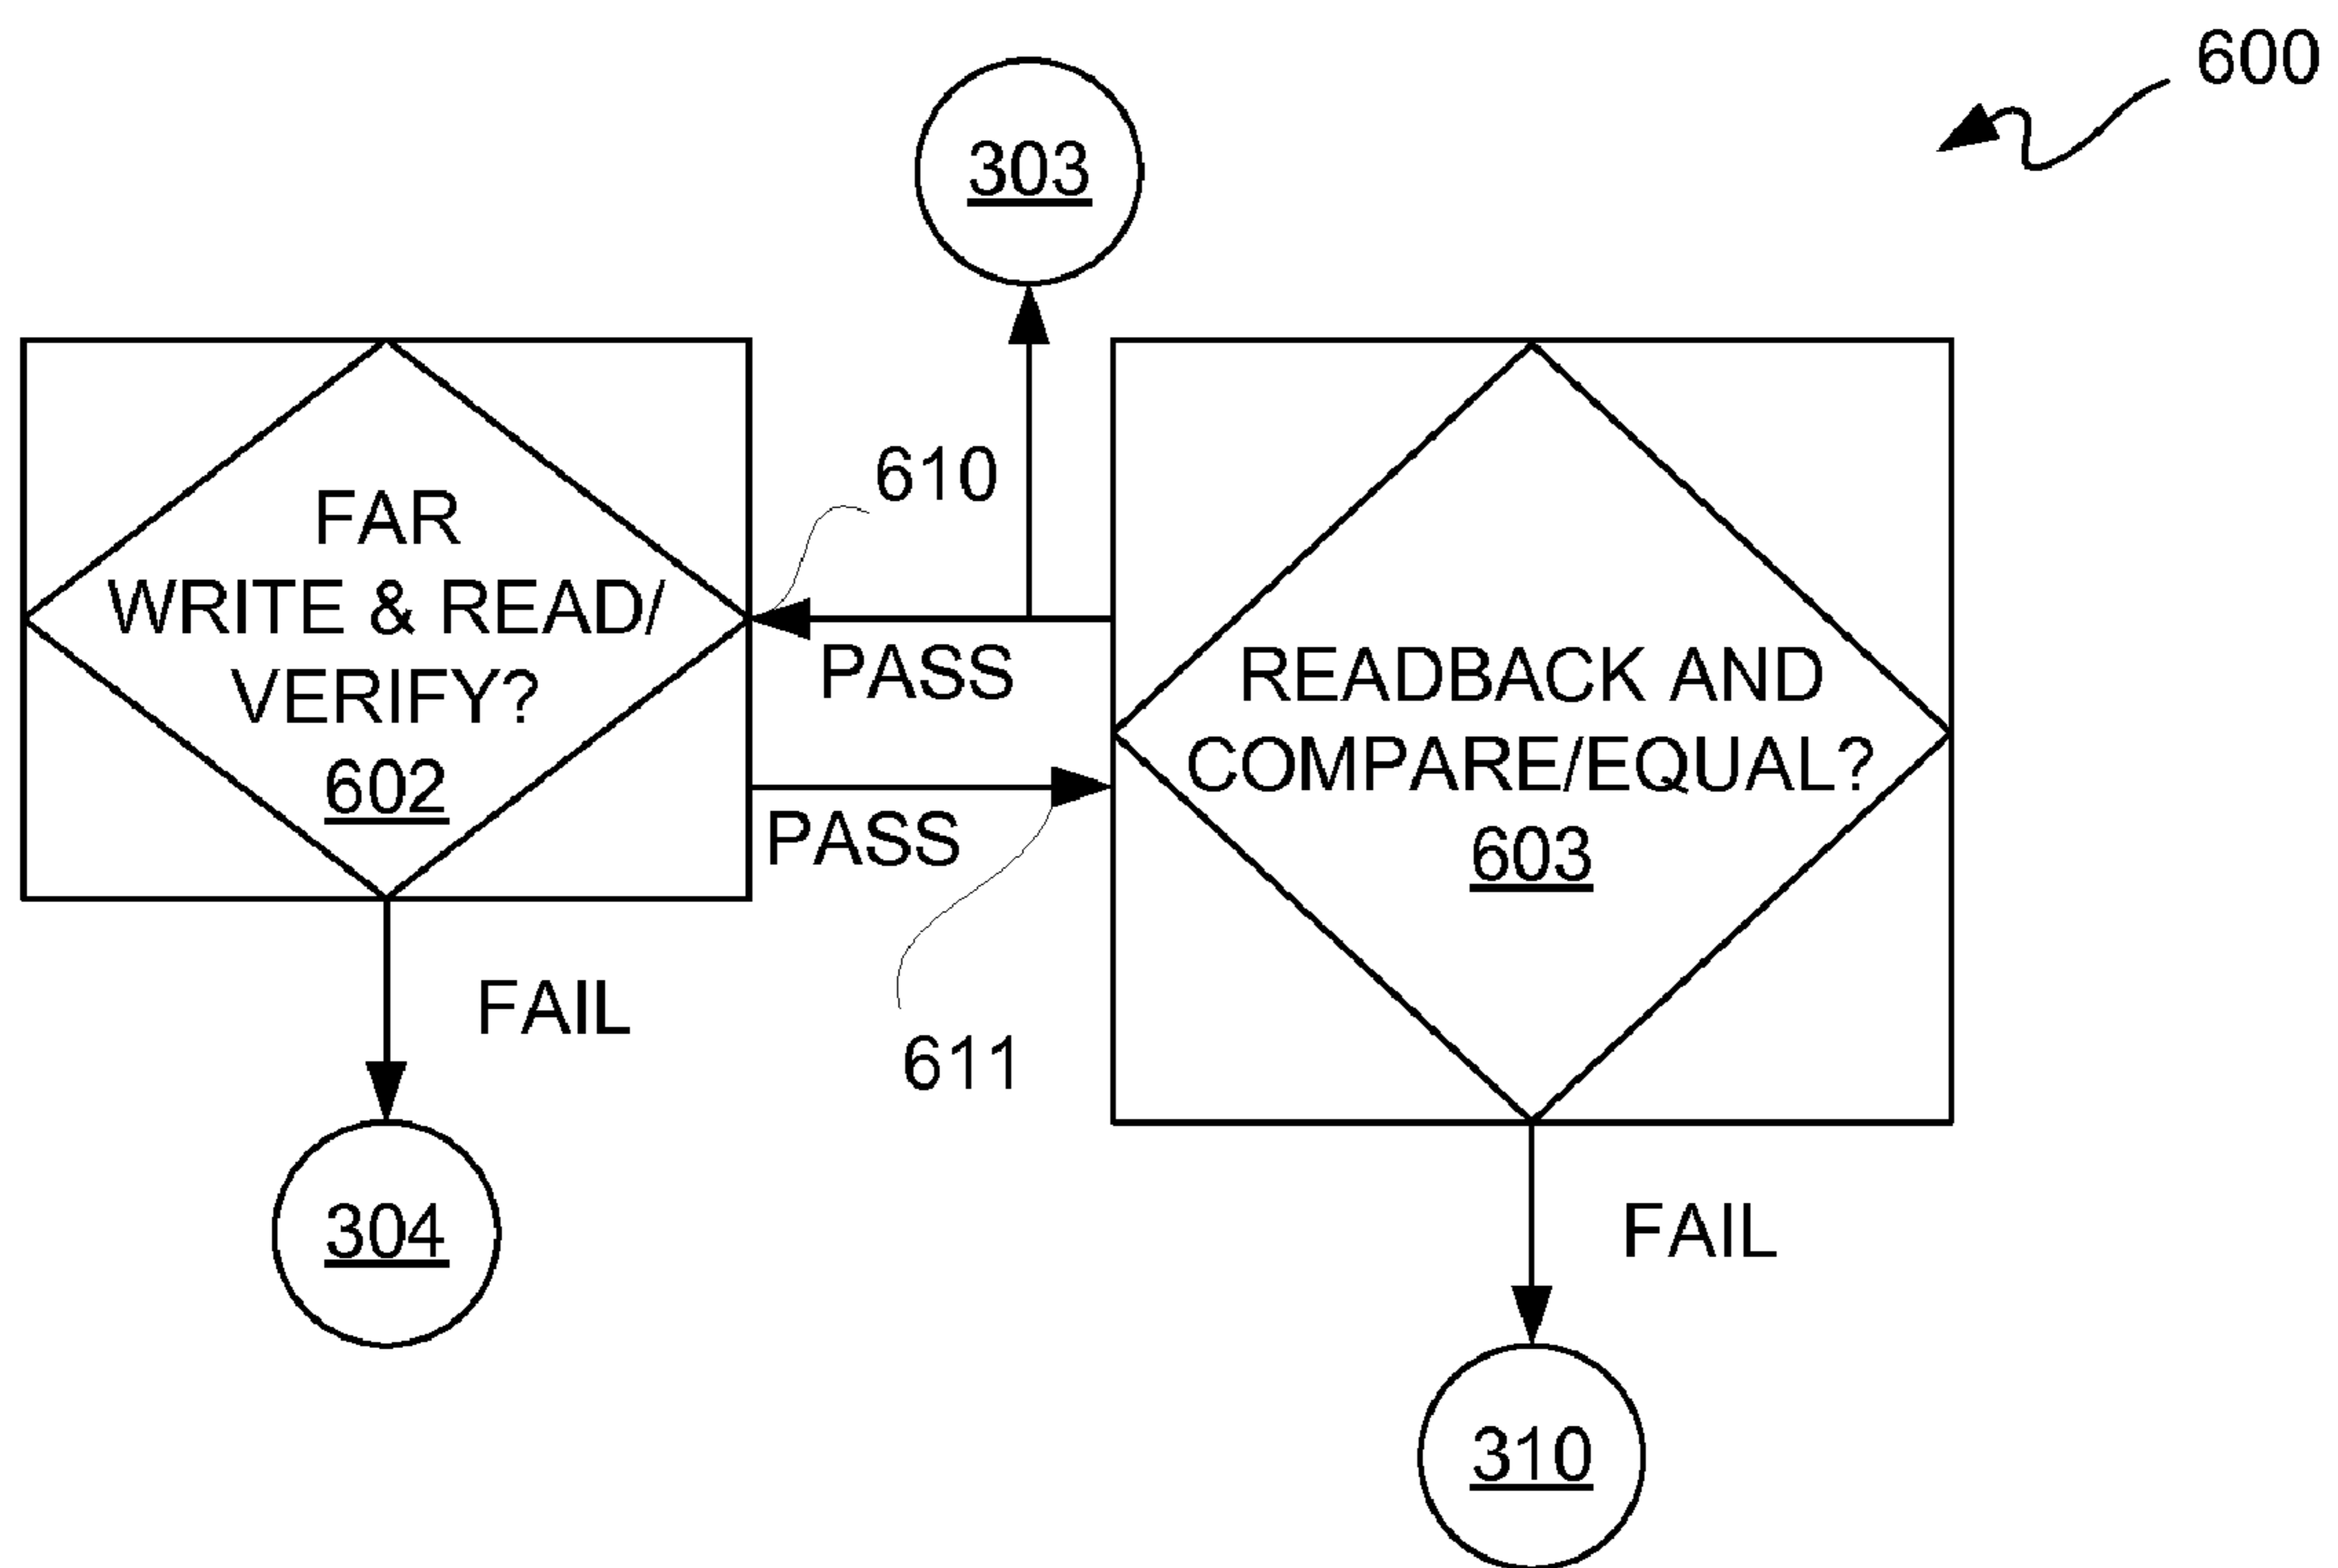 600
303
610
FAR
WRITE & READ/
VERIFY?
602
PASS
PASS
READBACK AND
COMPARE/EQUAL?
603
FAIL
611
304
FAIL
310